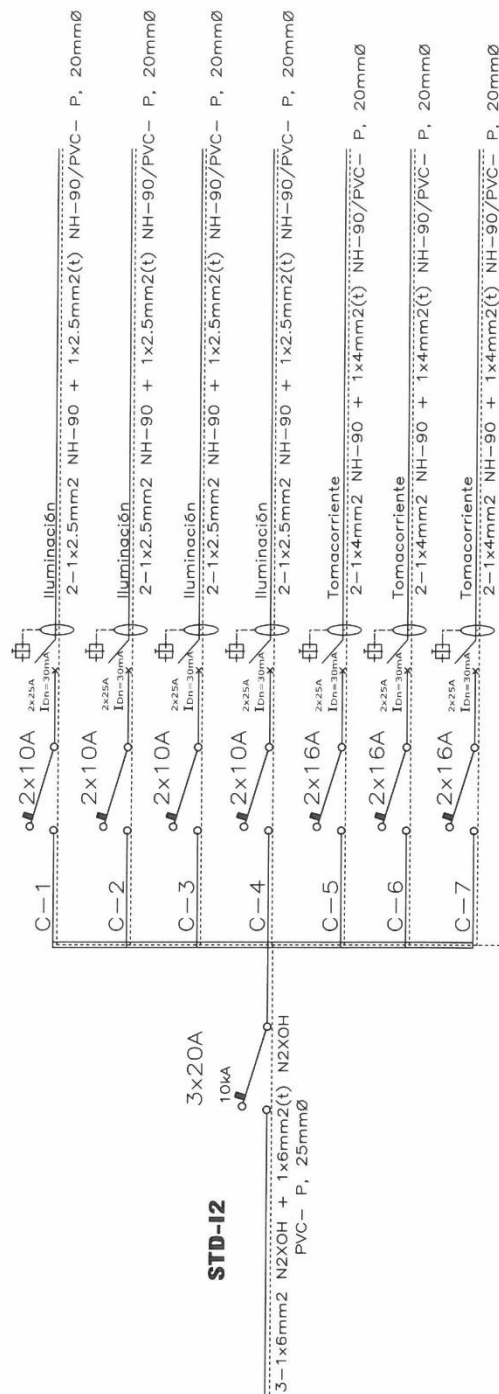 STD-I2
3-1x6mm2 N2XOH + 1x6mm2(t) N2XOH
PVC- P, 25mmØ
3x20A
10kA
C-1
2x10A
2x25A
IDn=30mA
Iluminación
2-1x2.5mm2 NH-90 + 1x2.5mm2(t) NH-90/PVC- P, 20mmØ
C-2
2x10A
2x25A
IDn=30mA
Iluminación
2-1x2.5mm2 NH-90 + 1x2.5mm2(t) NH-90/PVC- P, 20mmØ
C-3
2x10A
2x25A
IDn=30mA
Iluminación
2-1x2.5mm2 NH-90 + 1x2.5mm2(t) NH-90/PVC- P, 20mmØ
C-4
2x10A
2x25A
IDn=30mA
Iluminación
2-1x2.5mm2 NH-90 + 1x2.5mm2(t) NH-90/PVC- P, 20mmØ
C-5
2x16A
2x25A
IDn=30mA
Tomacorriente
2-1x4mm2 NH-90 + 1x4mm2(t) NH-90/PVC- P, 20mmØ
C-6
2x16A
2x25A
IDn=30mA
Tomacorriente
2-1x4mm2 NH-90 + 1x4mm2(t) NH-90/PVC- P, 20mmØ
C-7
2x16A
2x25A
IDn=30mA
Tomacorriente
2-1x4mm2 NH-90 + 1x4mm2(t) NH-90/PVC- P, 20mmØ